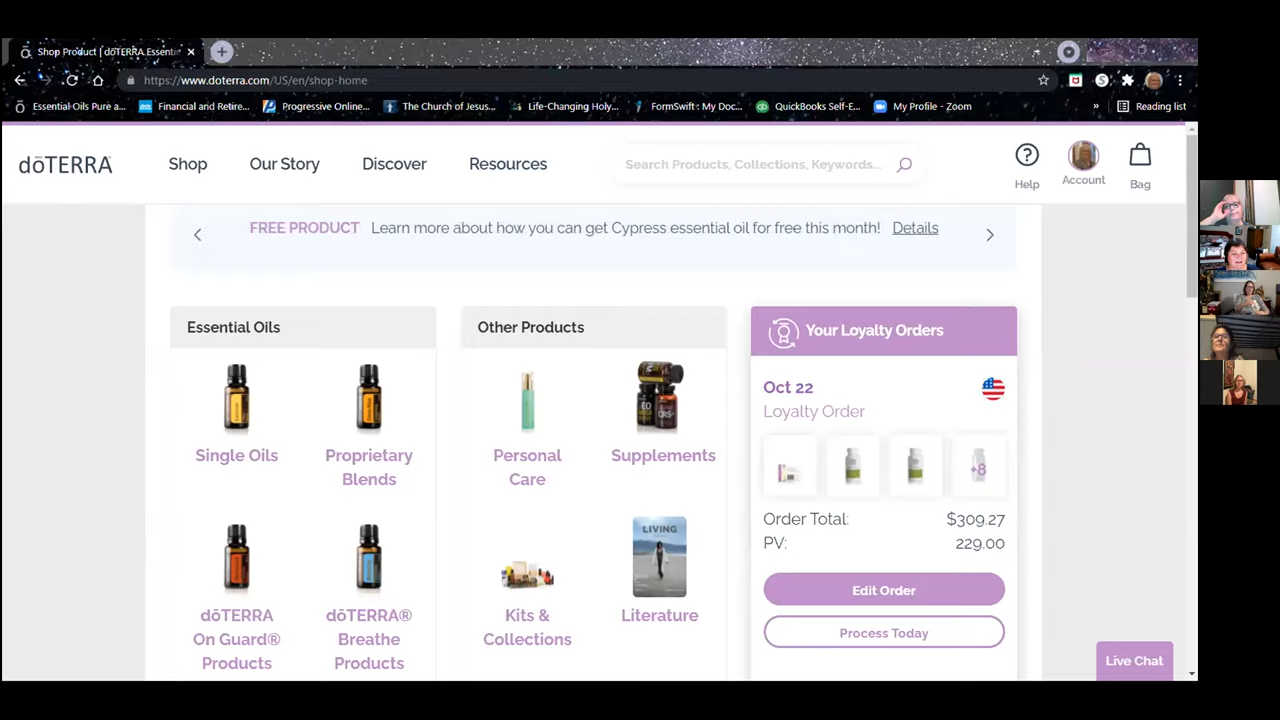 Shop Product | dōTERRA Essenti
https://www.doterra.com/US/en/shop-home
Essential Oils Pure a... Financial and Retire... Progressive Online... The Church of Jesus... Life-Changing Holy... FormSwift : My Doc... QuickBooks Self-E... My Profile - Zoom » Reading list
dōTERRA Shop Our Story Discover Resources Search Products, Collections, Keywords... Help Account Bag
FREE PRODUCT Learn more about how you can get Cypress essential oil for free this month! Details
Essential Oils
Single Oils
Proprietary
Blends
dōTERRA
On Guard®
Products
dōTERRA®
Breathe
Products
Other Products
Personal
Care
Supplements
Kits &
Collections
LIVING
Literature
Your Loyalty Orders
Oct 22
Loyalty Order
+8
Order Total: $309.27
PV: 229.00
Edit Order
Process Today
Live Chat